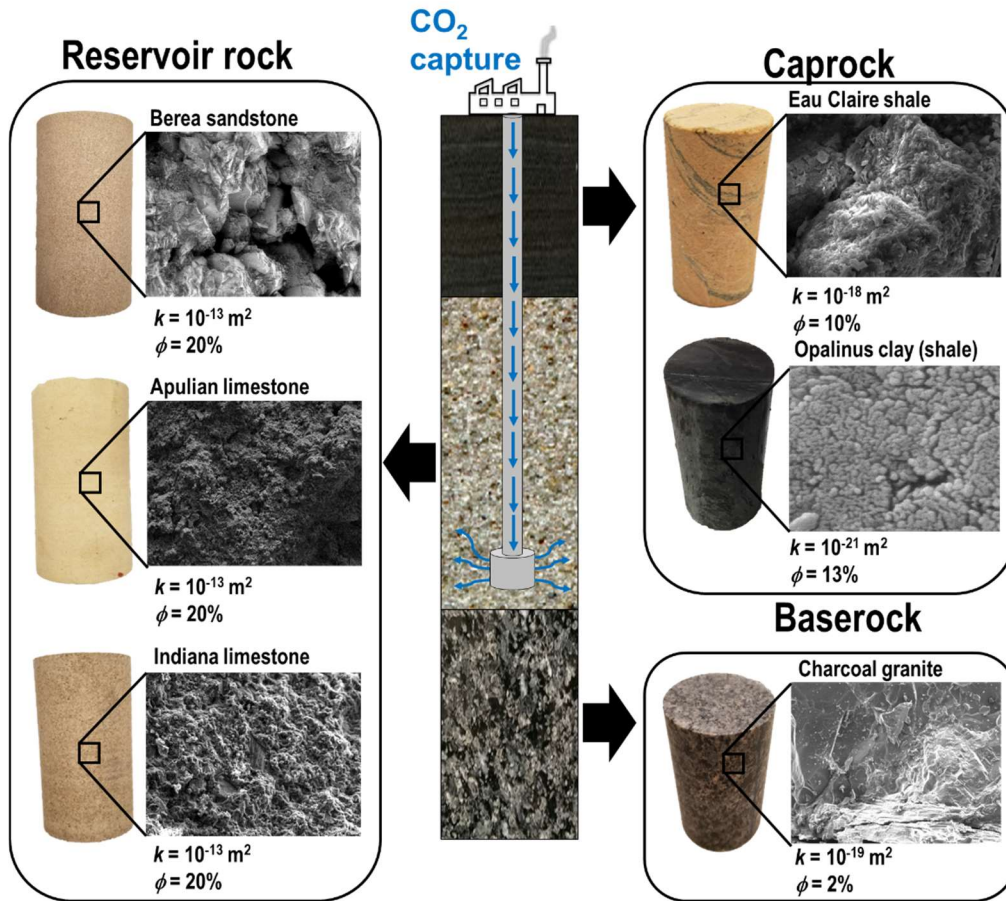 CO₂
capture
Reservoir rock
Berea sandstone
k = 10⁻¹³ m²
ϕ = 20%
Apulian limestone
k = 10⁻¹³ m²
ϕ = 20%
Indiana limestone
k = 10⁻¹³ m²
ϕ = 20%
Caprock
Eau Claire shale
k = 10⁻¹⁸ m²
ϕ = 10%
Opalinus clay (shale)
k = 10⁻²¹ m²
ϕ = 13%
Baserock
Charcoal granite
k = 10⁻¹⁹ m²
ϕ = 2%